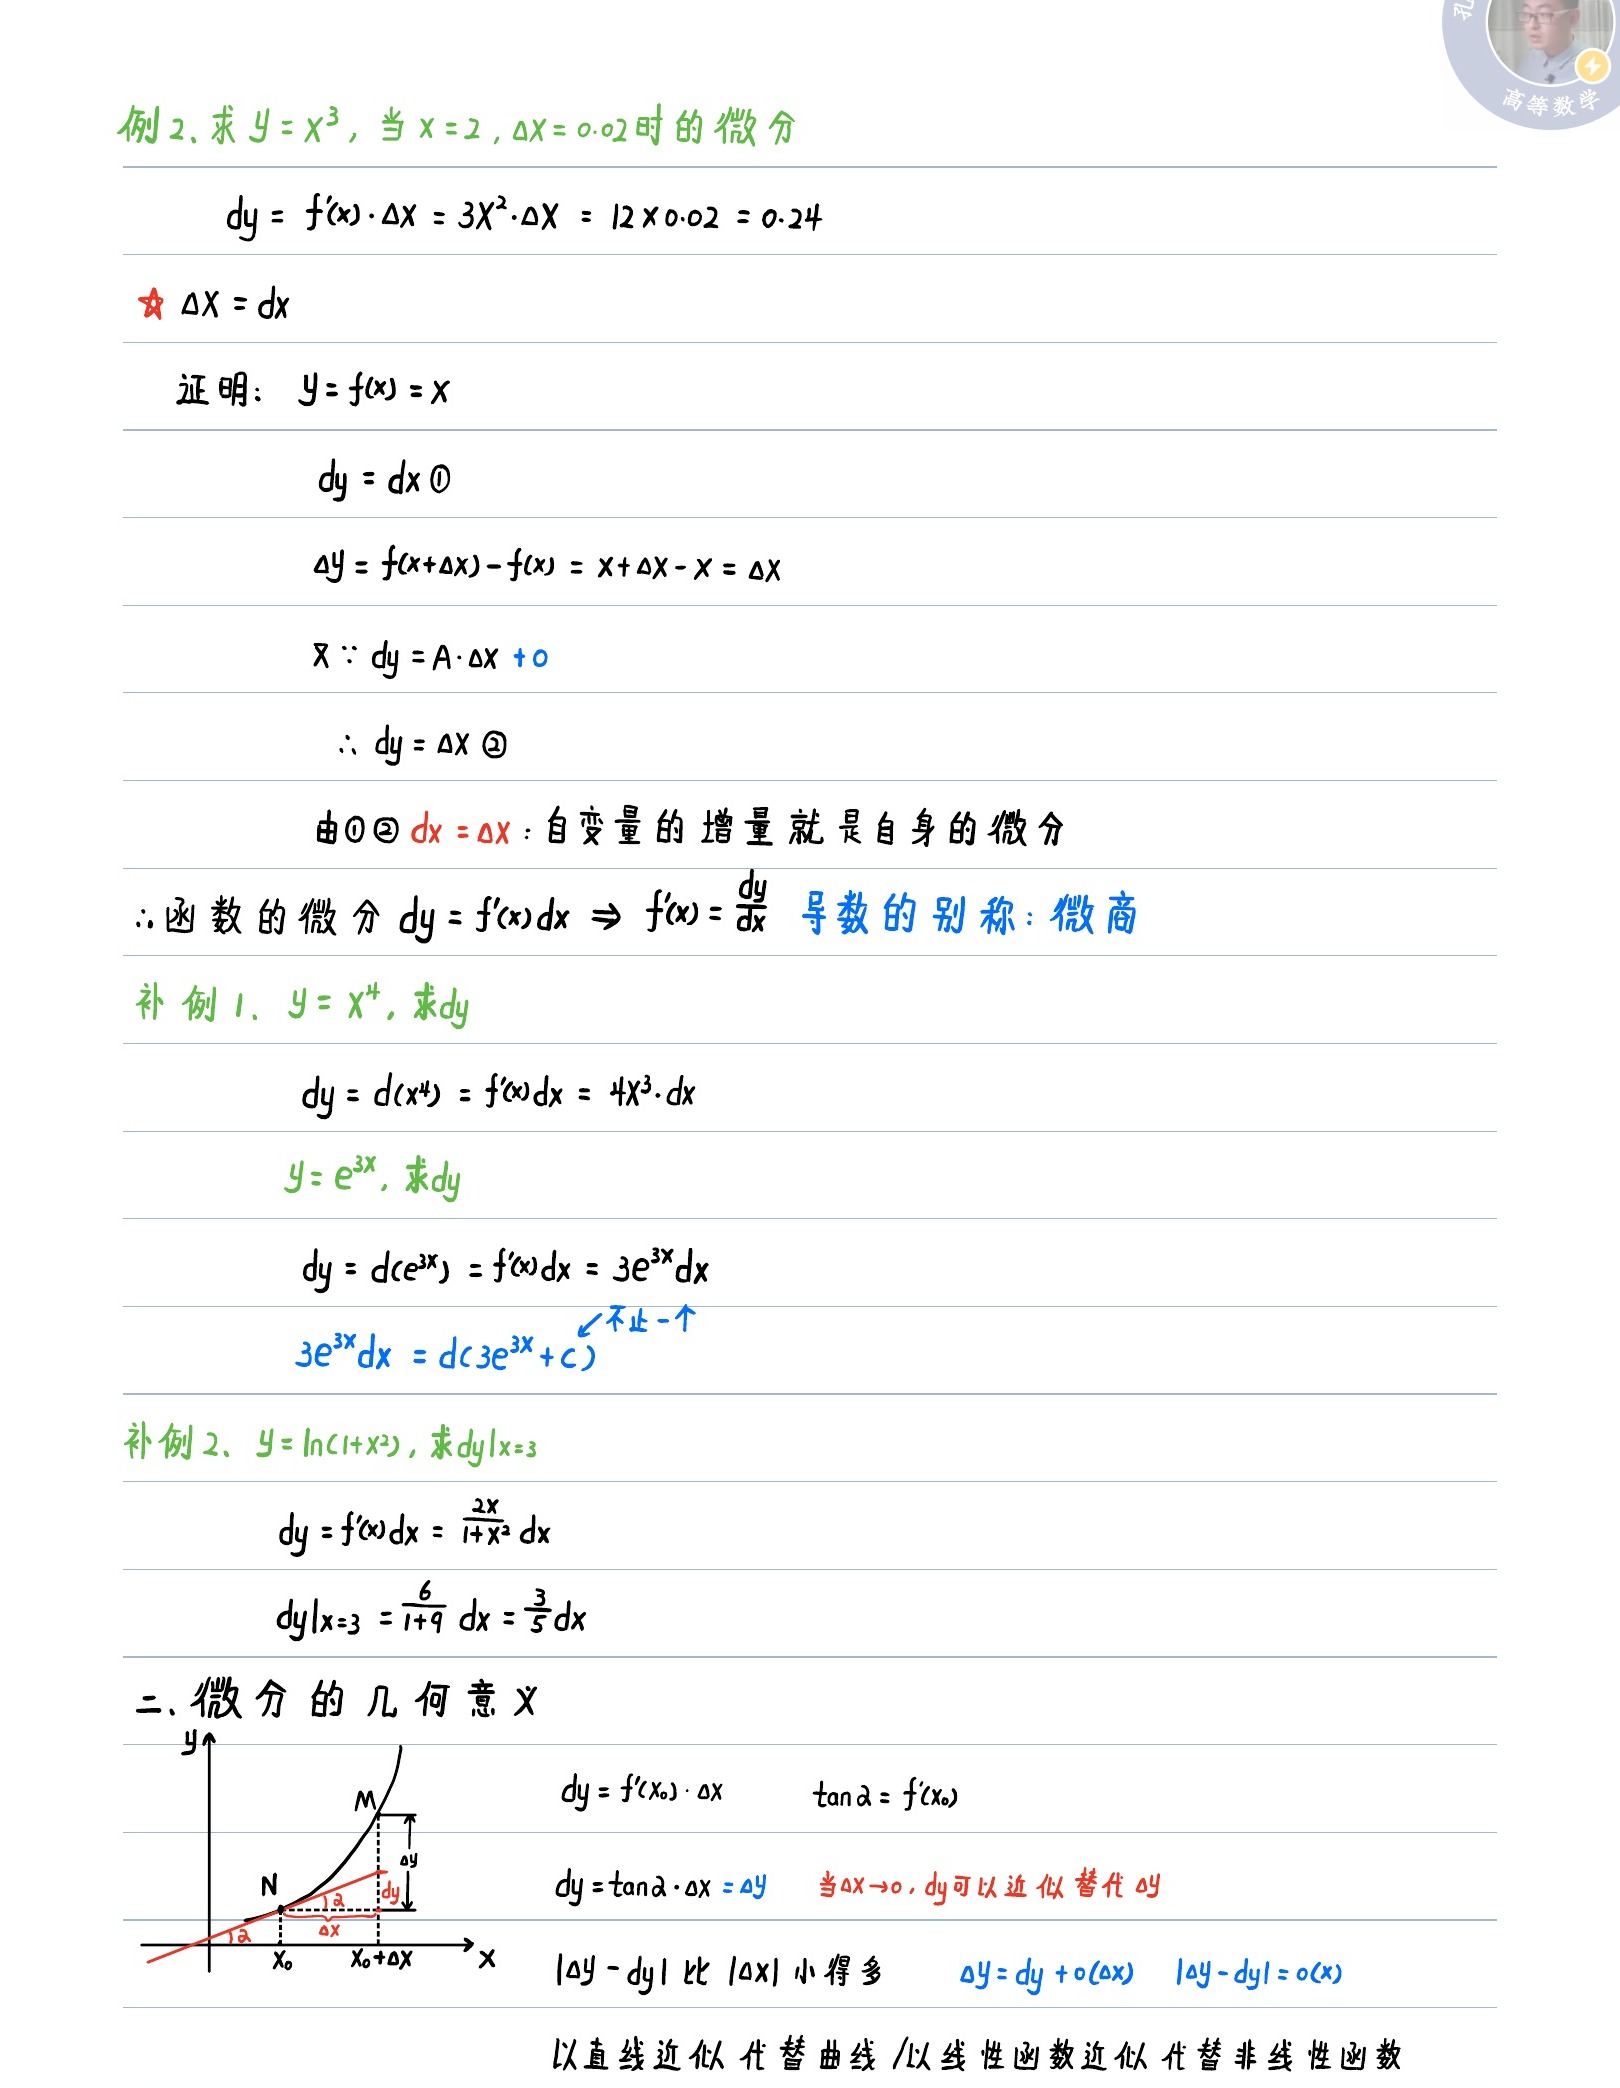 孔
高等数学
例2、求 y=x³, 当 x=2, Δx=0.02时的微分
dy = f'(x)·Δx = 3x²·Δx = 12×0.02 = 0.24
☆ Δx = dx
证明: y=f(x)=x
dy = dx①
Δy = f(x+Δx)-f(x) = x+Δx-x = Δx
又∵ dy = A·Δx +0
∴ dy = Δx ②
由①② dx=Δx: 自变量的增量就是自身的微分
∴函数的微分 dy=f'(x)dx ⇒ f'(x)=dy/dx 导数的别称: 微商
补例1、y=x⁴, 求dy
dy = d(x⁴) = f'(x)dx = 4x³·dx
y=e³ˣ, 求dy
dy = d(e³ˣ) = f'(x)dx = 3e³ˣdx
↙不止一个
3e³ˣdx = d(3e³ˣ+C)
补例2、y=ln(1+x²), 求dy|x=3
dy = f'(x)dx = 2x/(1+x²) dx
dy|x=3 = 6/(1+9) dx = 3/5 dx
二、微分的几何意义
y
M
Δy
N
α
dy
Δx
α
x₀
x₀+Δx
x
dy = f'(x₀)·Δx tanα = f'(x₀)
dy=tanα·Δx =Δy 当Δx→0, dy可以近似替代Δy
|Δy-dy| 比 |Δx| 小得多 Δy=dy+o(Δx) |Δy-dy|=o(x)
以直线近似代替曲线/以线性函数近似代替非线性函数